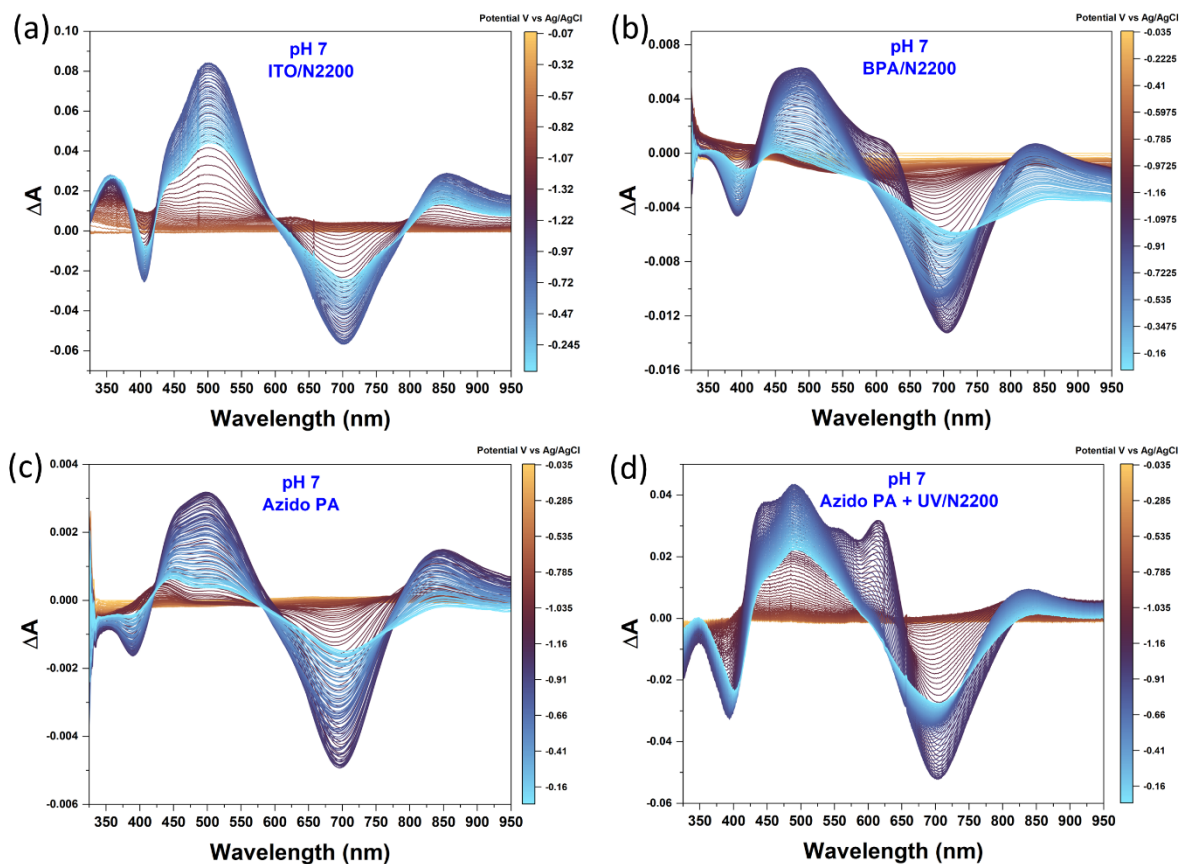 (a)
pH 7
ITO/N2200
Potential V vs Ag/AgCl
-0.07
-0.32
-0.57
-0.82
-1.07
-1.32
-1.22
-0.97
-0.72
-0.47
-0.245
ΔA
0.10
0.08
0.06
0.04
0.02
0.00
-0.02
-0.04
-0.06
350 400 450 500 550 600 650 700 750 800 850 900 950
Wavelength (nm)
(b)
pH 7
BPA/N2200
Potential V vs Ag/AgCl
-0.035
-0.2225
-0.41
-0.5975
-0.785
-0.9725
-1.16
-1.0975
-0.91
-0.7225
-0.535
-0.3475
-0.16
ΔA
0.008
0.004
0.000
-0.004
-0.008
-0.012
-0.016
350 400 450 500 550 600 650 700 750 800 850 900 950
Wavelength (nm)
(c)
pH 7
Azido PA
Potential V vs Ag/AgCl
-0.035
-0.285
-0.535
-0.785
-1.035
-1.16
-0.91
-0.66
-0.41
-0.16
ΔA
0.004
0.002
0.000
-0.002
-0.004
-0.006
350 400 450 500 550 600 650 700 750 800 850 900 950
Wavelength (nm)
(d)
pH 7
Azido PA + UV/N2200
Potential V vs Ag/AgCl
-0.035
-0.285
-0.535
-0.785
-1.035
-1.16
-0.91
-0.66
-0.41
-0.16
ΔA
0.04
0.02
0.00
-0.02
-0.04
-0.06
350 400 450 500 550 600 650 700 750 800 850 900 950
Wavelength (nm)